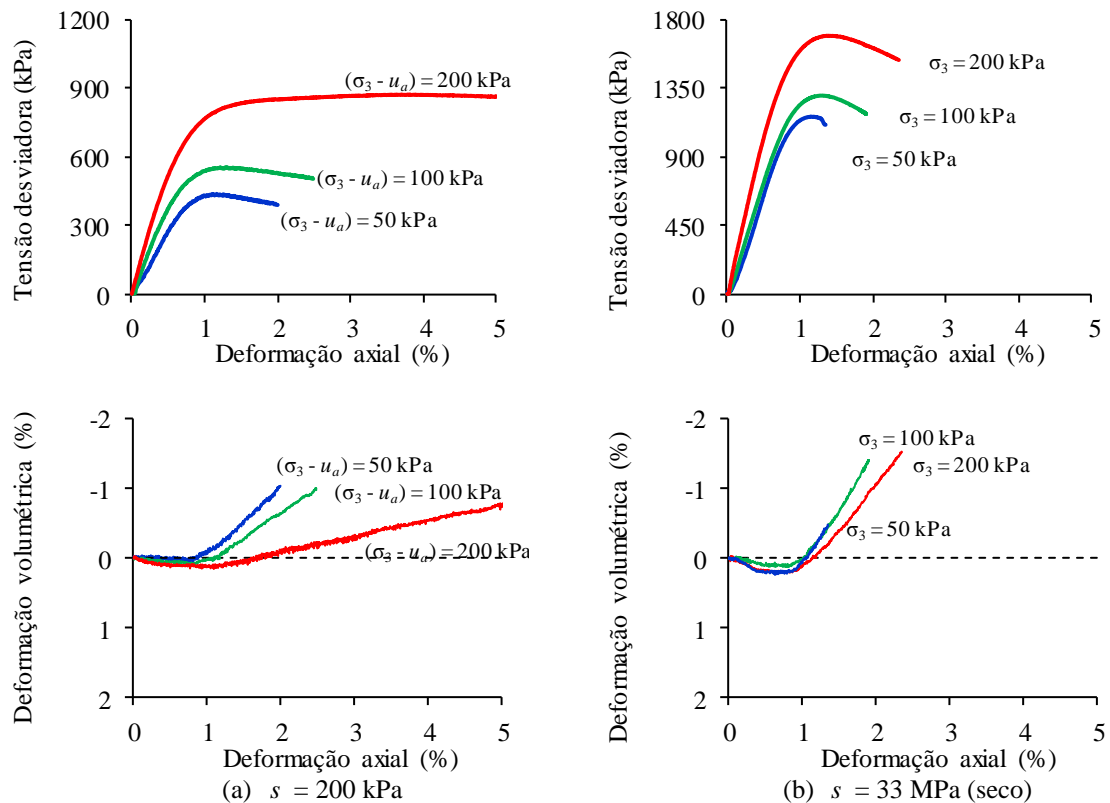 1200
900
600
300
0
Tensão desviadora (kPa)
(σ3 - ua) = 200 kPa
(σ3 - ua) = 100 kPa
(σ3 - ua) = 50 kPa
0 1 2 3 4 5
Deformação axial (%)
1800
1350
900
450
0
Tensão desviadora (kPa)
σ3 = 200 kPa
σ3 = 100 kPa
σ3 = 50 kPa
0 1 2 3 4 5
Deformação axial (%)
-2
-1
0
1
2
Deformação volumétrica (%)
(σ3 - ua) = 50 kPa
(σ3 - ua) = 100 kPa
(σ3 - ua) = 200 kPa
0 1 2 3 4 5
Deformação axial (%)
(a) s = 200 kPa
-2
-1
0
1
2
Deformação volumétrica (%)
σ3 = 100 kPa
σ3 = 200 kPa
σ3 = 50 kPa
0 1 2 3 4 5
Deformação axial (%)
(b) s = 33 MPa (seco)